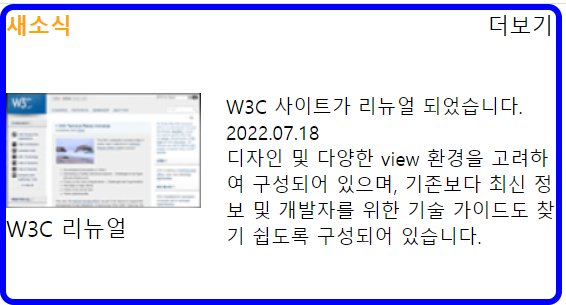 새소식
더보기
W3C
W3C 리뉴얼
W3C 사이트가 리뉴얼 되었습니다.
2022.07.18
디자인 및 다양한 view 환경을 고려하
여 구성되어 있으며, 기존보다 최신 정
보 및 개발자를 위한 기술 가이드도 찾
기 쉽도록 구성되어 있습니다.